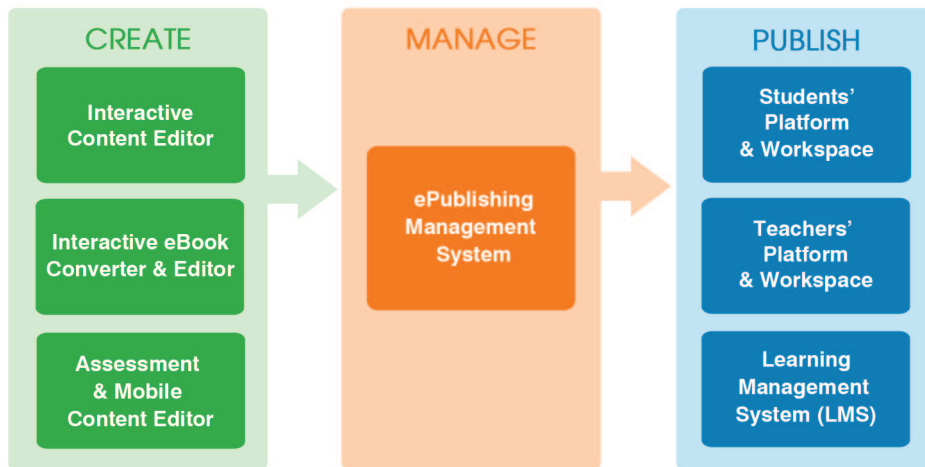 CREATE
Interactive
Content Editor
Interactive eBook
Converter & Editor
Assessment
& Mobile
Content Editor
MANAGE
ePublishing
Management
System
PUBLISH
Students’
Platform
& Workspace
Teachers’
Platform
& Workspace
Learning
Management
System (LMS)